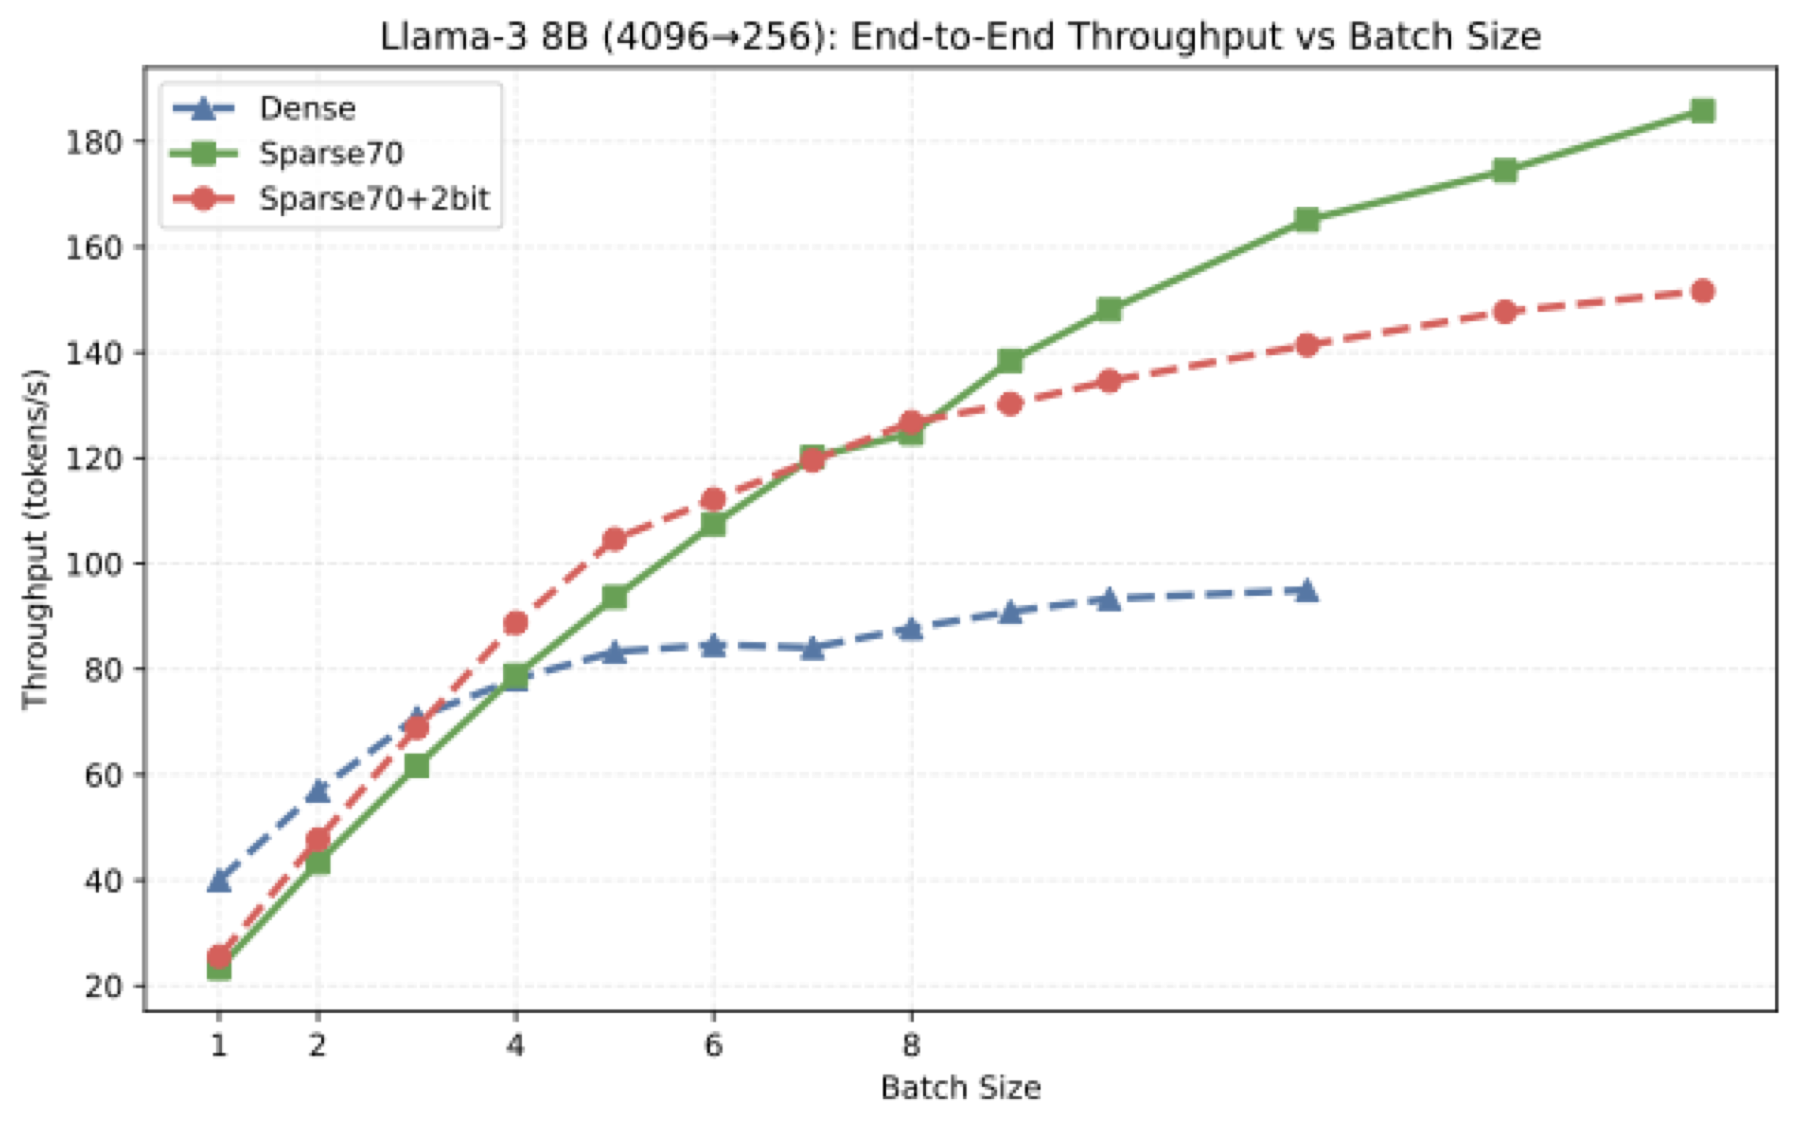 Llama-3 8B (4096→256): End-to-End Throughput vs Batch Size
Dense
Sparse70
Sparse70+2bit
180
160
140
120
100
80
60
40
20
Throughput (tokens/s)
1 2 4 6 8
Batch Size